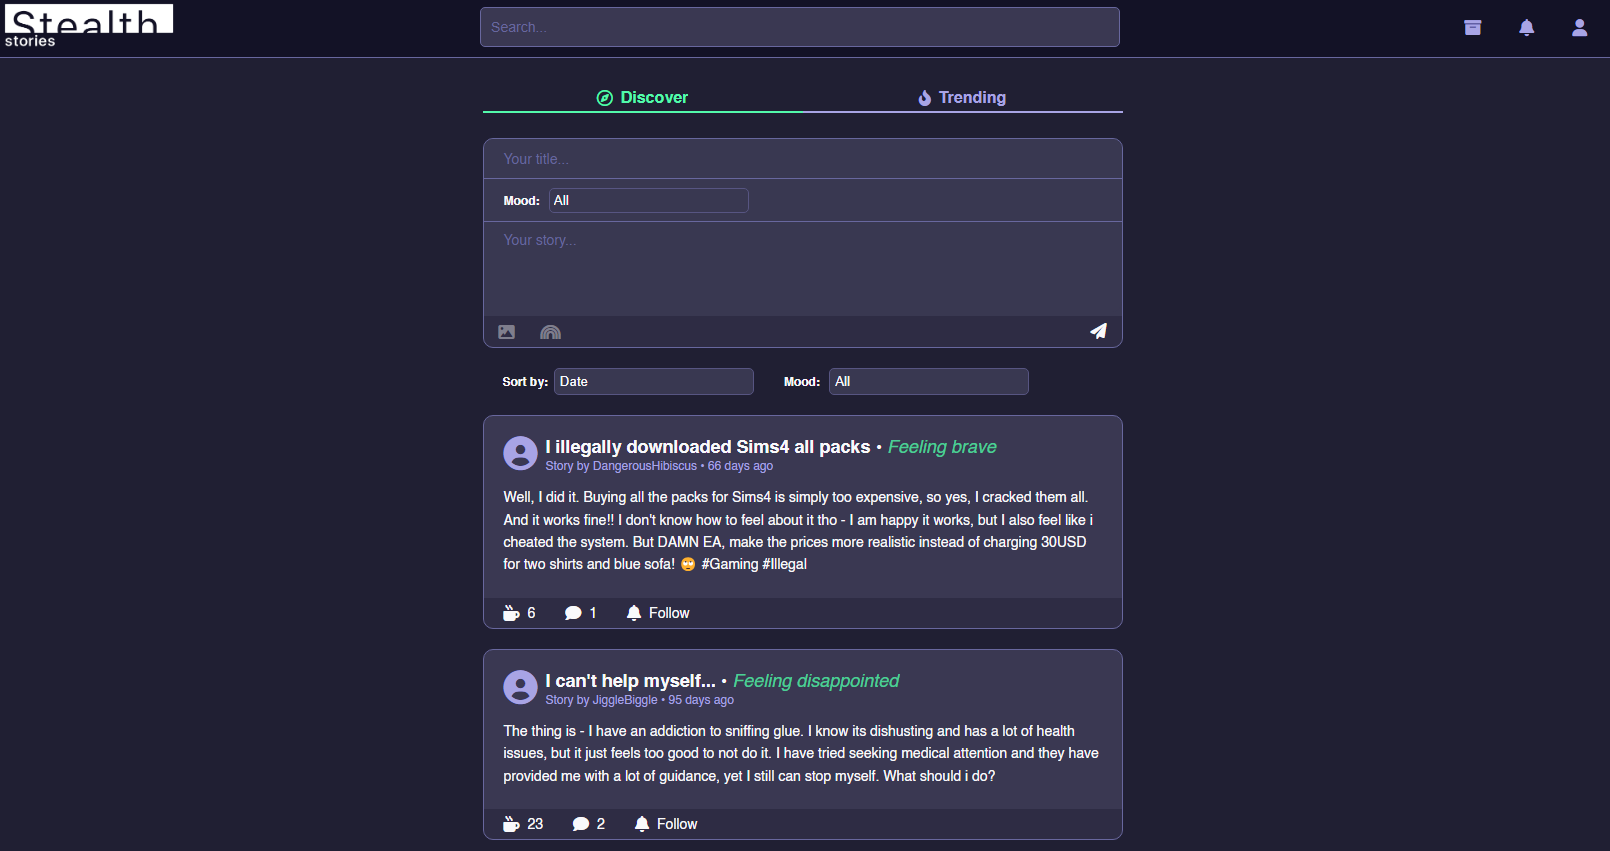 Stealth
stories
Search...
Discover
Trending
Your title...
Mood: All
Your story...
Sort by: Date Mood: All
I illegally downloaded Sims4 all packs • Feeling brave
Story by DangerousHibiscus • 66 days ago
Well, I did it. Buying all the packs for Sims4 is simply too expensive, so yes, I cracked them all.
And it works fine!! I don't know how to feel about it tho - I am happy it works, but I also feel like i
cheated the system. But DAMN EA, make the prices more realistic instead of charging 30USD
for two shirts and blue sofa! 🙄 #Gaming #Illegal
6 1 Follow
I can't help myself... • Feeling disappointed
Story by JiggleBiggle • 95 days ago
The thing is - I have an addiction to sniffing glue. I know its dishusting and has a lot of health
issues, but it just feels too good to not do it. I have tried seeking medical attention and they have
provided me with a lot of guidance, yet I still can stop myself. What should i do?
23 2 Follow